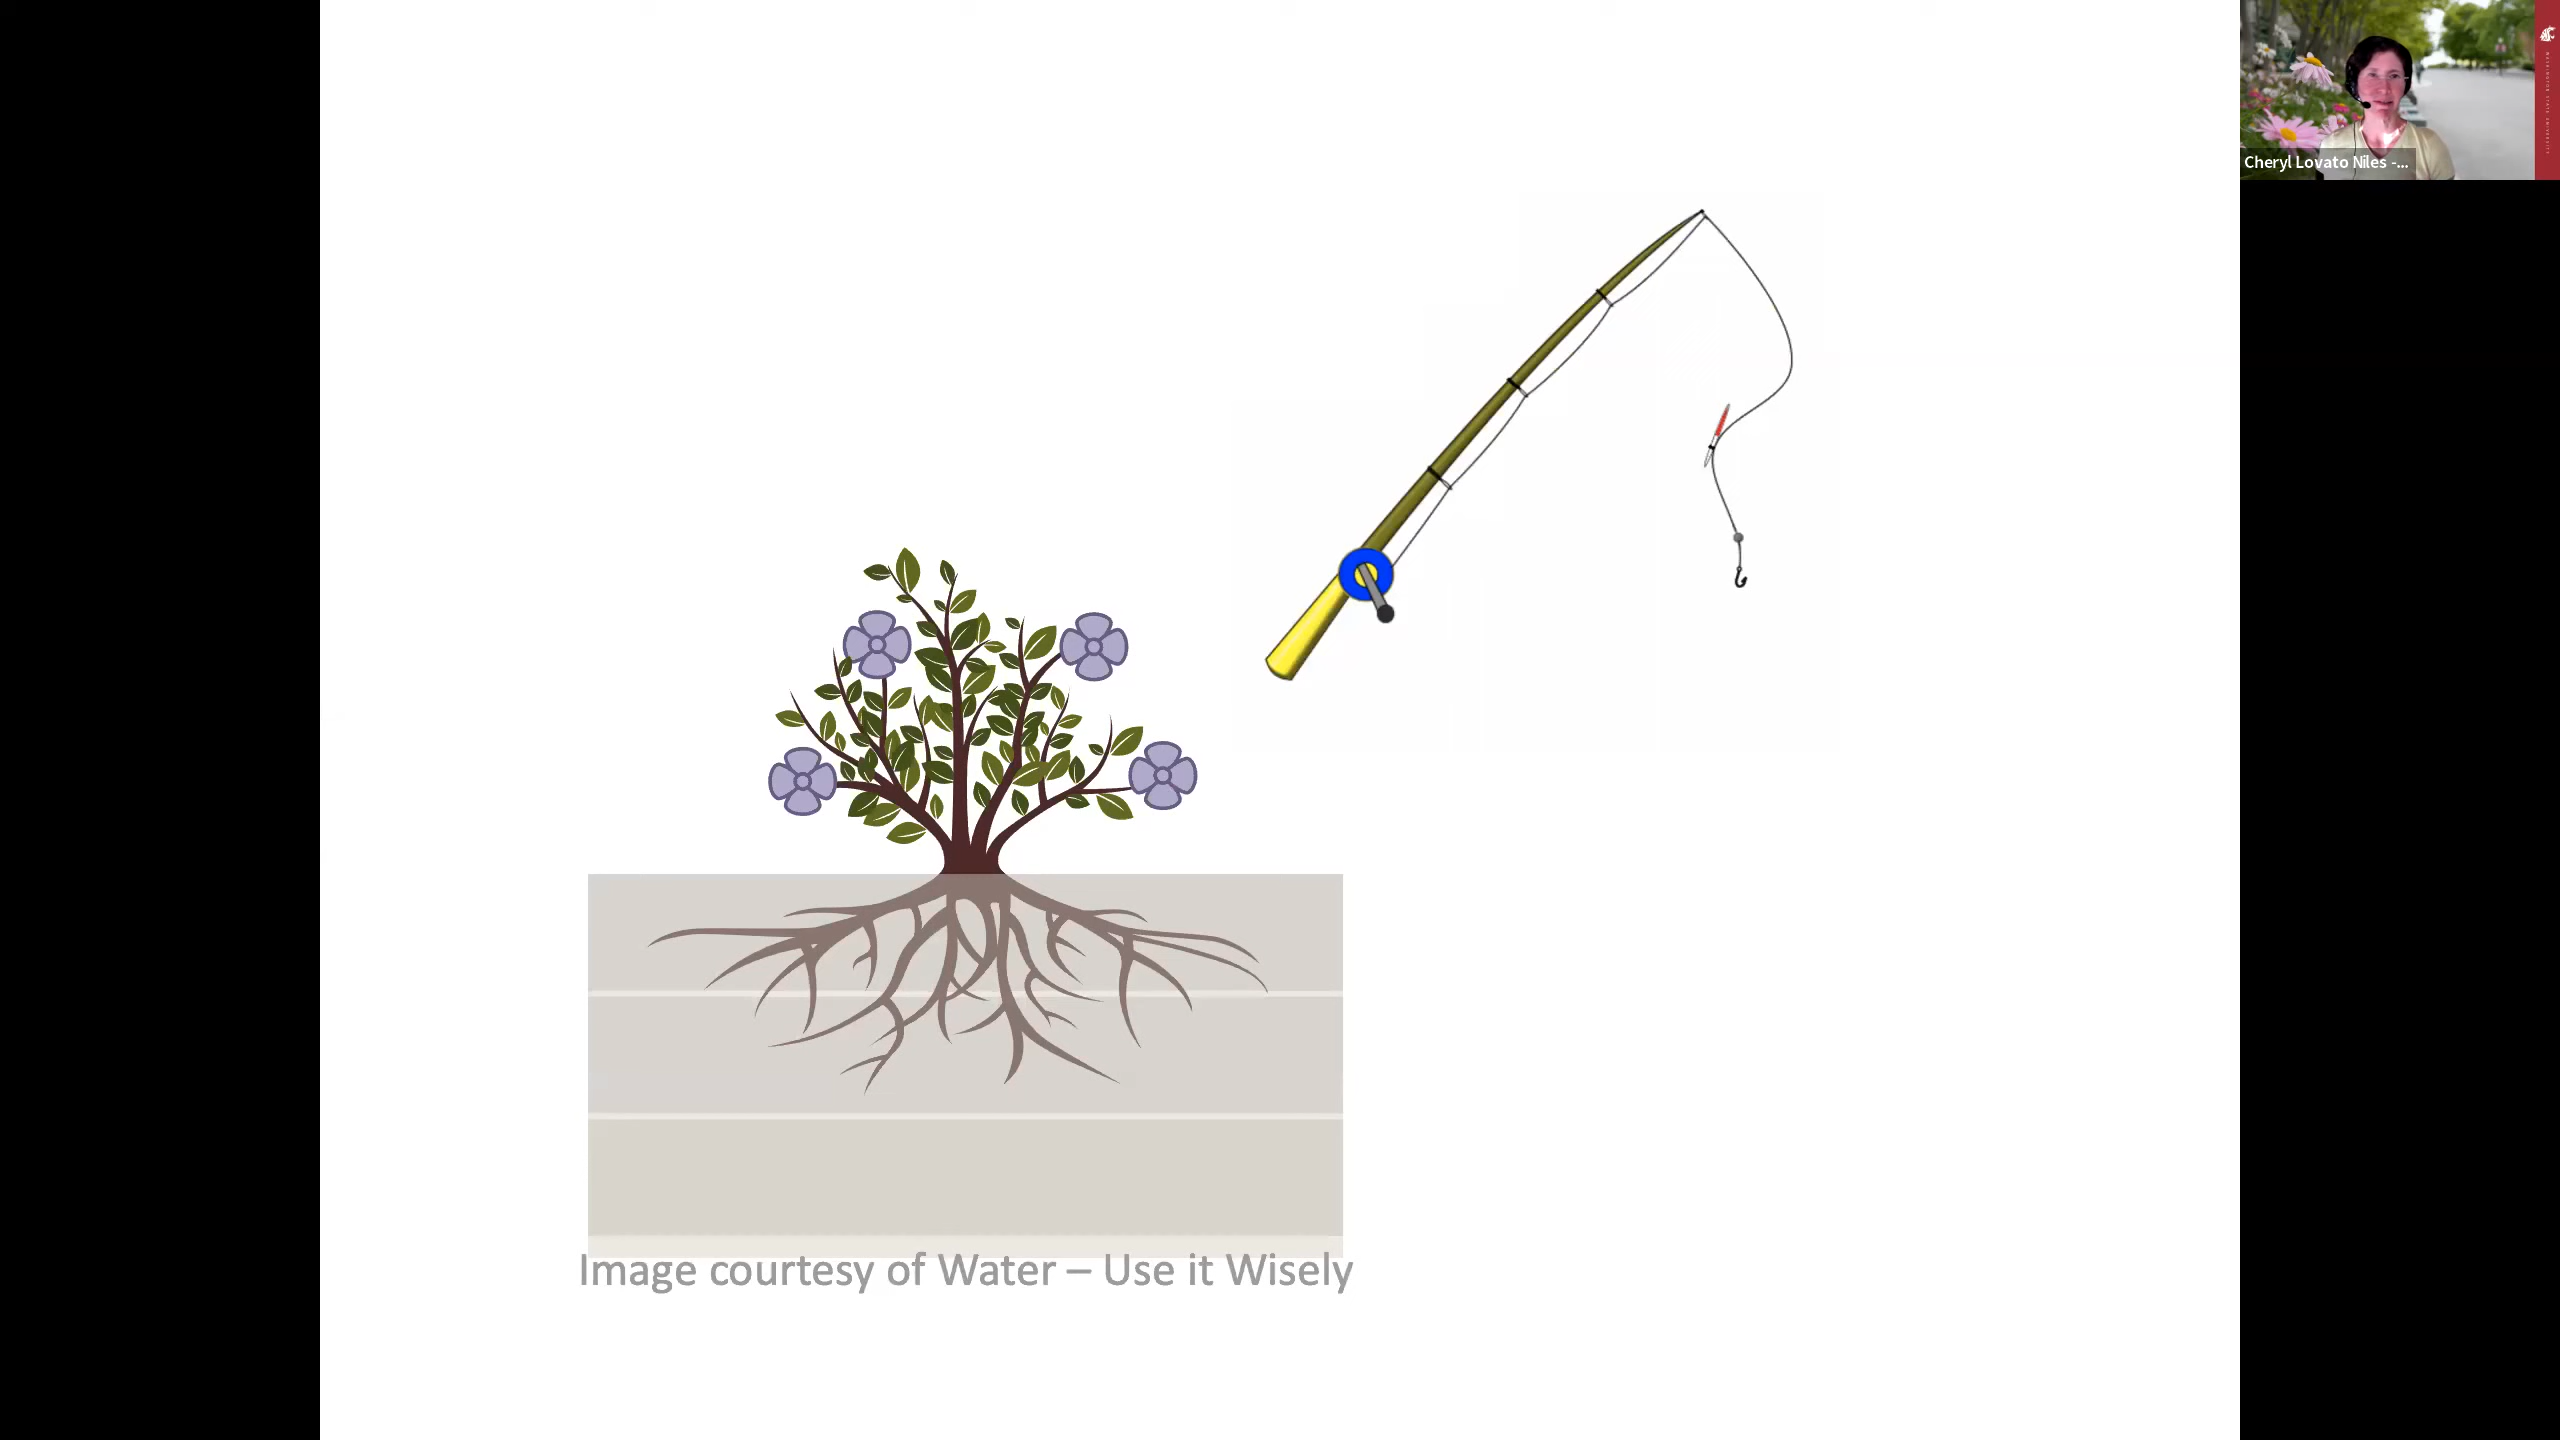 Cheryl Lovato Niles -...
Image courtesy of Water – Use it Wisely